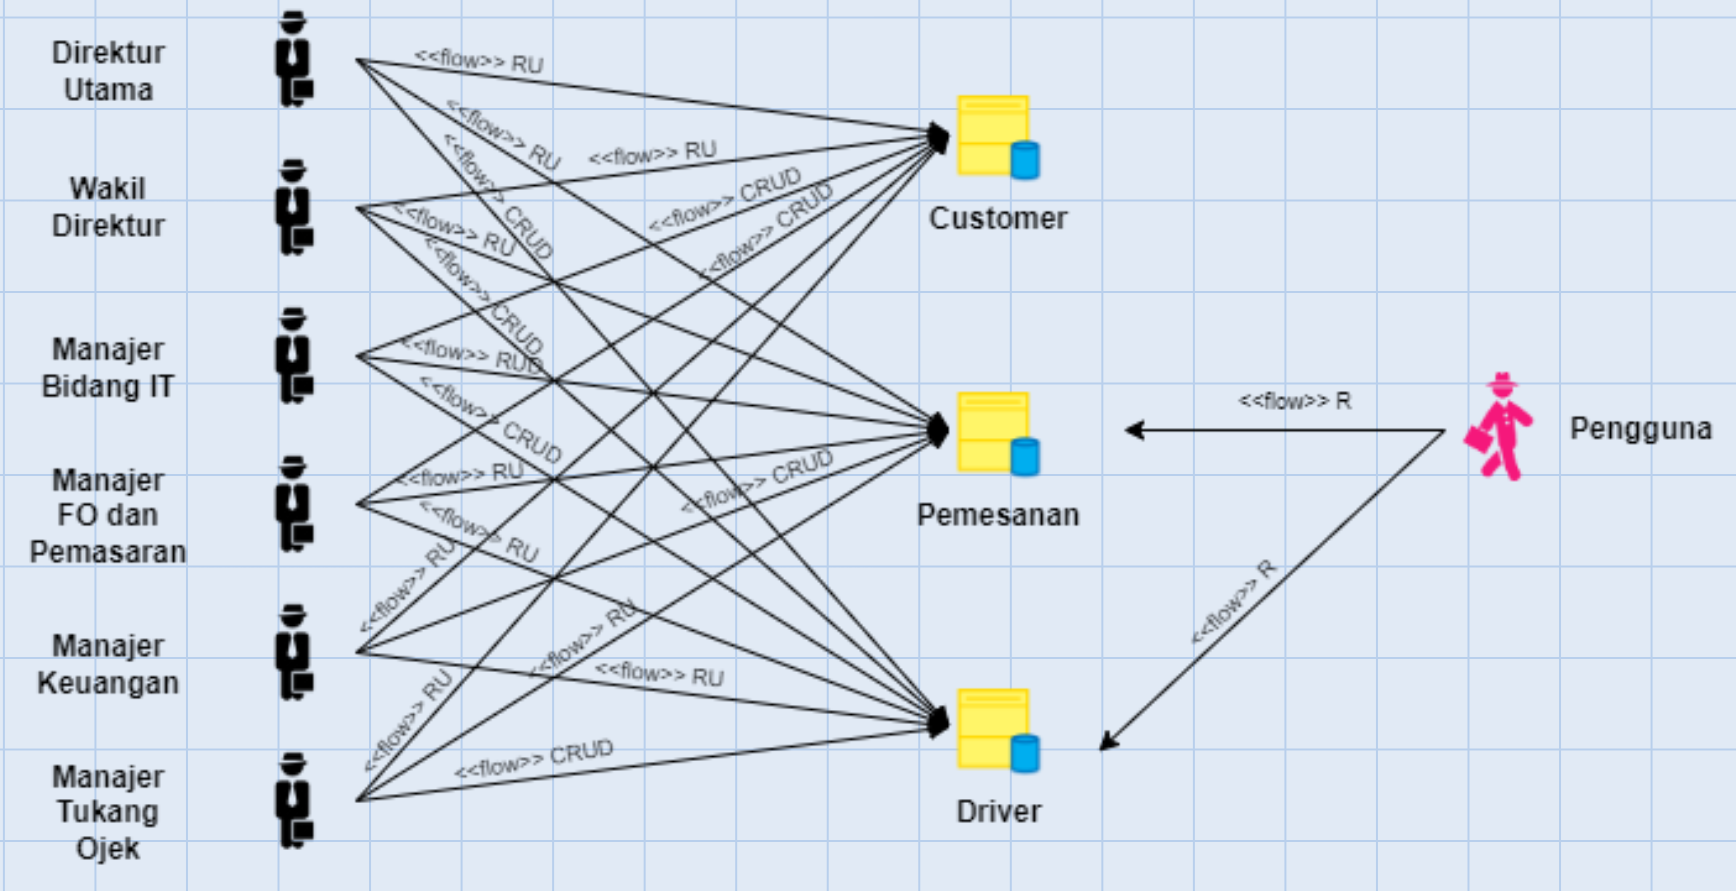 Direktur
Utama
Wakil
Direktur
Manajer
Bidang IT
Manajer
FO dan
Pemasaran
Manajer
Keuangan
Manajer
Tukang
Ojek
<<flow>> RU
<<flow>> RU
<<flow>> CRUD
<<flow>> RU
<<flow>> RU
<<flow>> CRUD
<<flow>> CRUD
<<flow>> RUD
<<flow>> CRUD
<<flow>> CRUD
<<flow>> RU
<<flow>> RU
<<flow>> RU
<<flow>> CRUD
<<flow>> RU
<<flow>> RU
<<flow>> RU
<<flow>> CRUD
Customer
Pemesanan
Driver
<<flow>> R
<<flow>> R
Pengguna